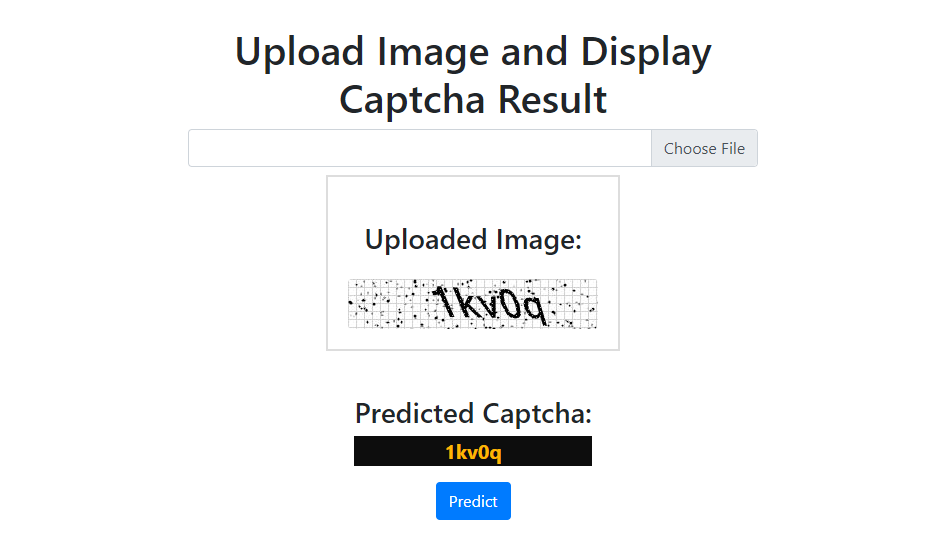 Upload Image and Display
Captcha Result
Choose File
Uploaded Image:
1kv0q
Predicted Captcha:
1kv0q
Predict